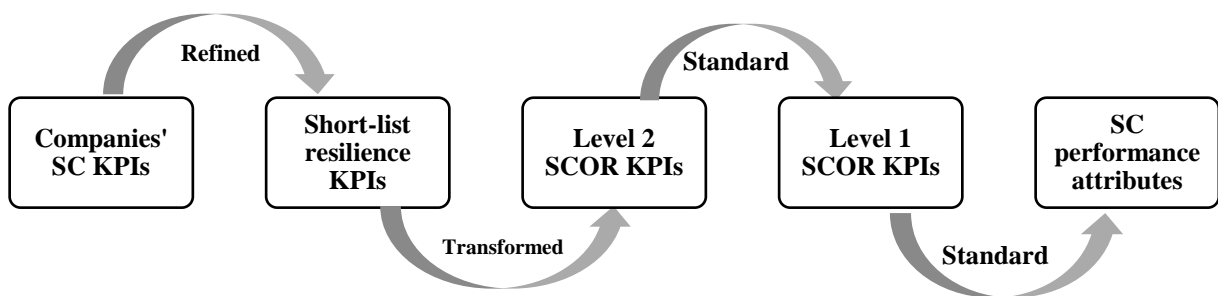 Refined
Standard
Companies'
SC KPIs
Short-list
resilience
KPIs
Level 2
SCOR KPIs
Level 1
SCOR KPIs
SC
performance
attributes
Transformed
Standard